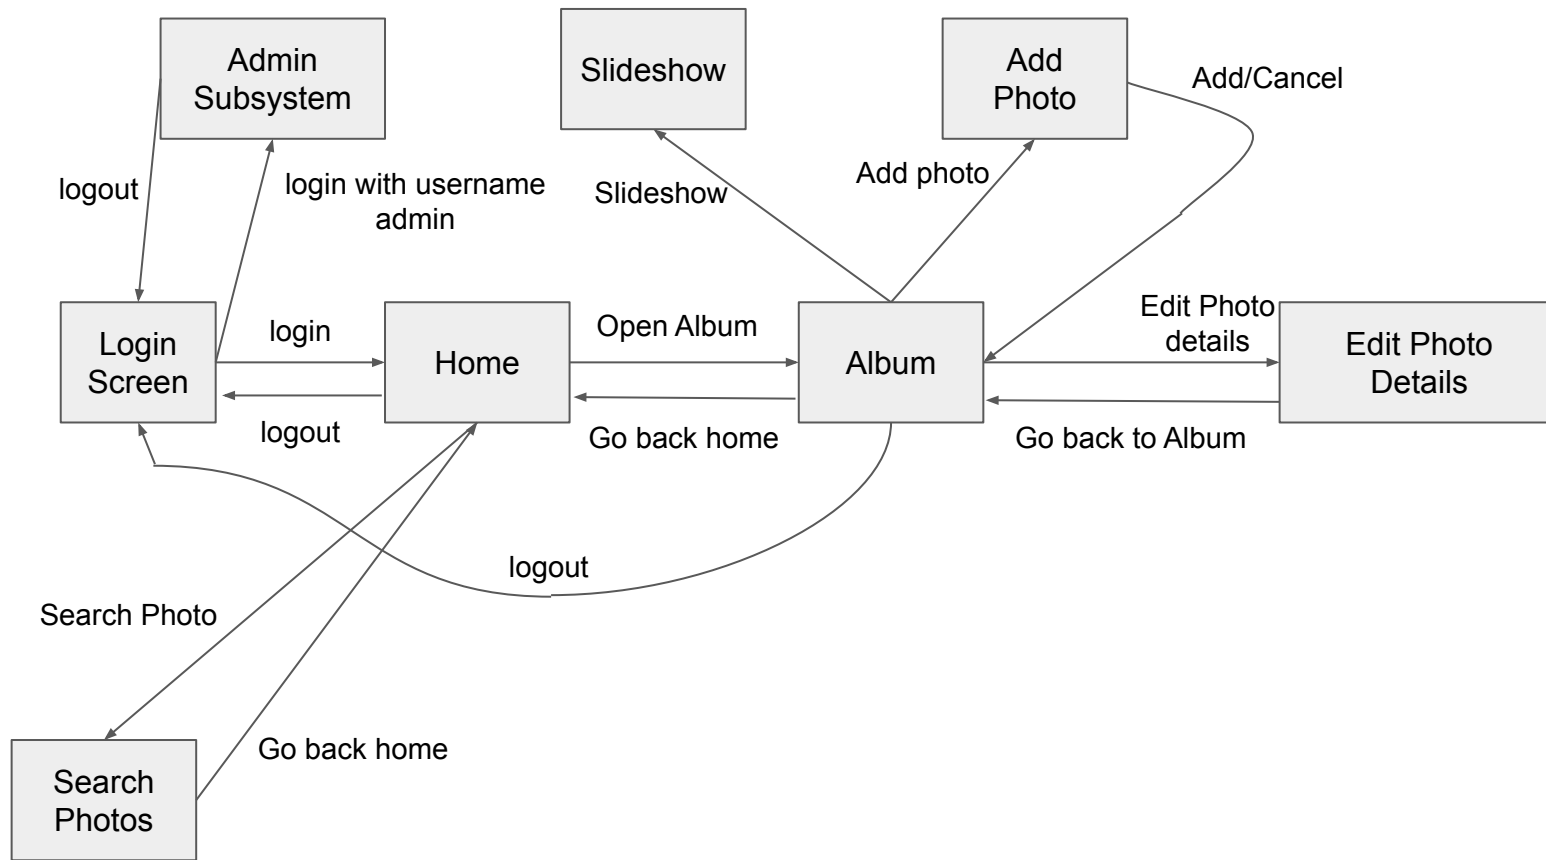 Admin
Subsystem
Slideshow
Add
Photo
Add/Cancel
logout
login with username
admin
Slideshow
Add photo
Login
Screen
login
Home
Open Album
Album
Edit Photo
details
Edit Photo
Details
logout
Go back home
Go back to Album
logout
Search Photo
Go back home
Search
Photos